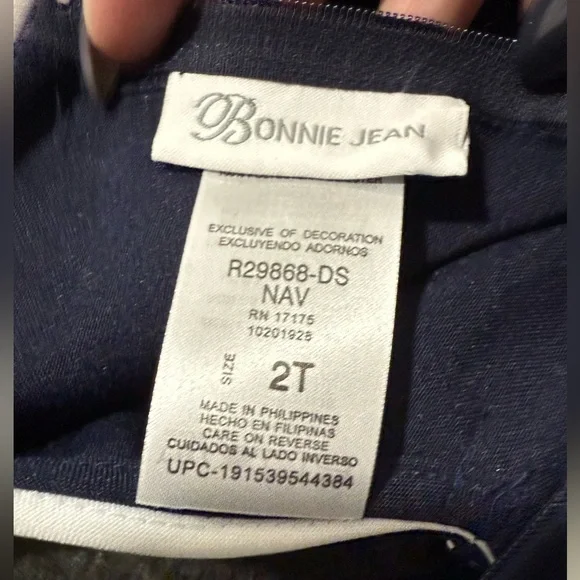 BONNIE JEAN
EXCLUSIVE OF DECORATION
EXCLUYENDO ADORNOS
R29868-DS
NAV
RN 17175
10201928
SIZE 2T
MADE IN PHILIPPINES
HECHO EN FILIPINAS
CARE ON REVERSE
CUIDADOS AL LADO INVERSO
UPC-191539544384